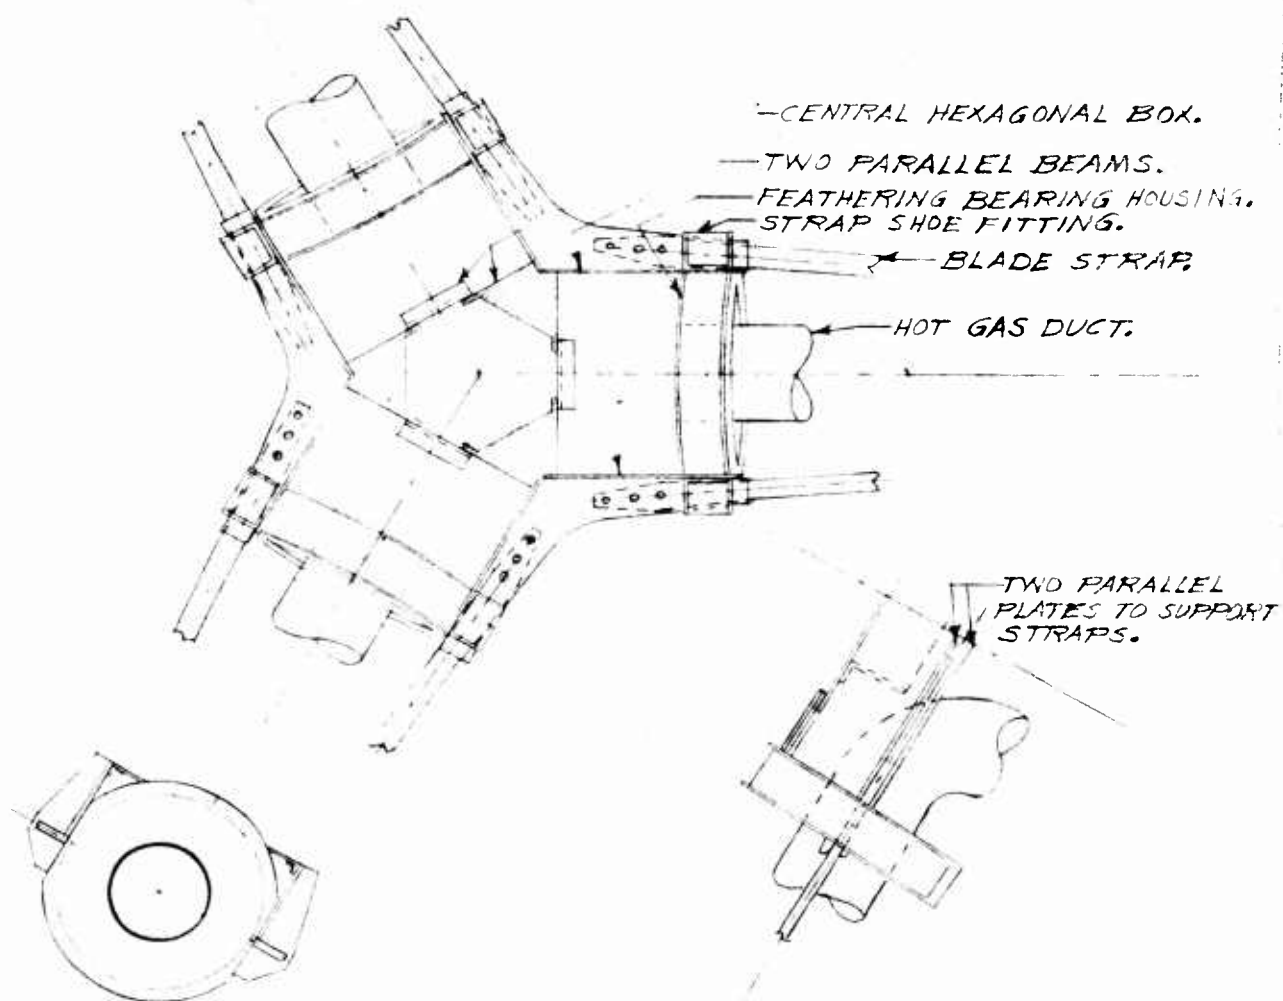 CENTRAL HEXAGONAL BOX.
TWO PARALLEL BEAMS.
FEATHERING BEARING HOUSING.
STRAP SHOE FITTING.
BLADE STRAP.
HOT GAS DUCT.
TWO PARALLEL
PLATES TO SUPPORT
STRAPS.